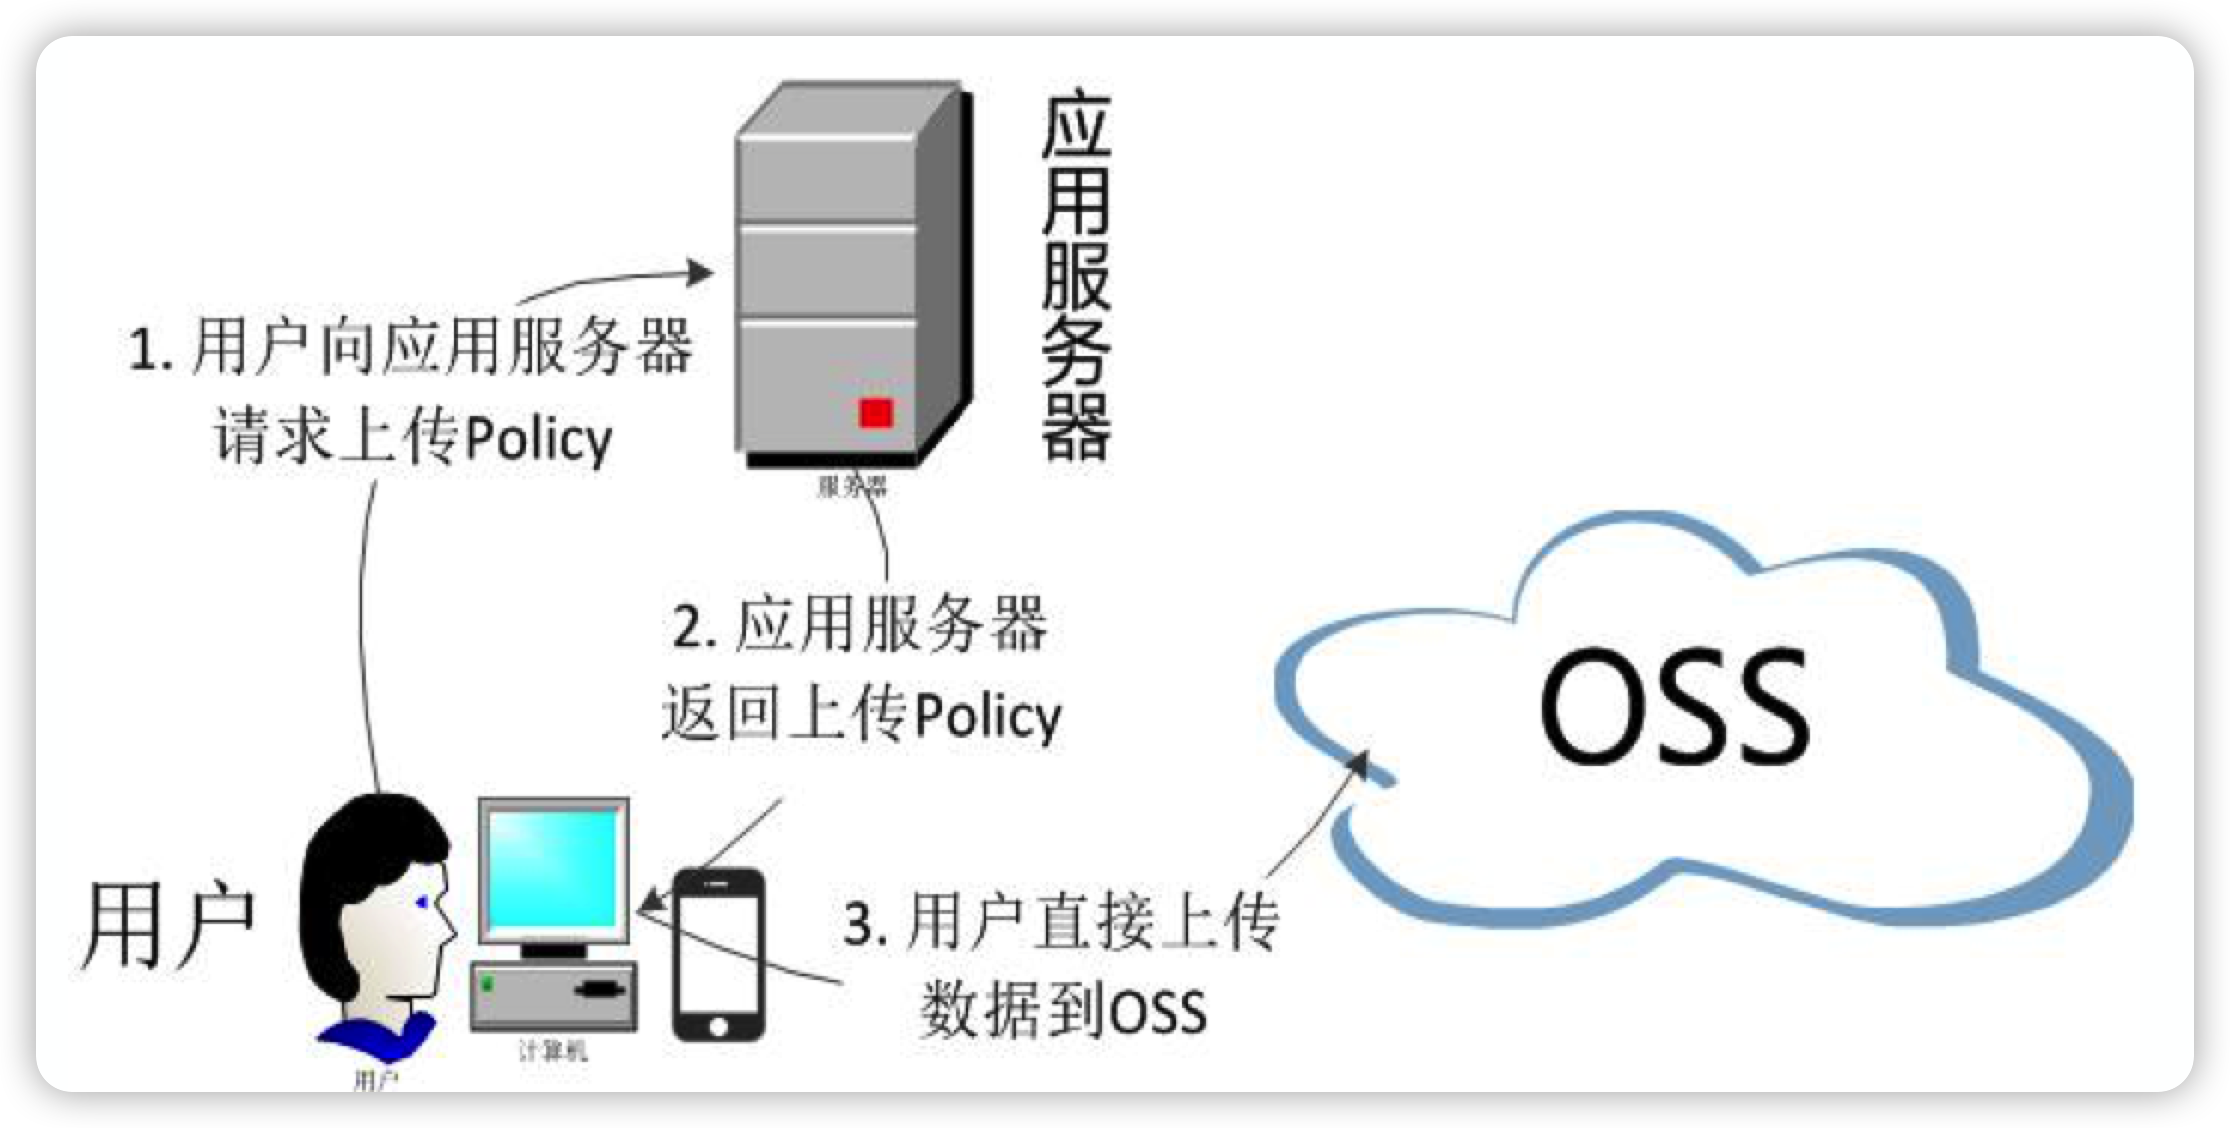 应用服务器
1. 用户向应用服务器
请求上传Policy
服务器
2. 应用服务器
返回上传Policy
OSS
用户
3. 用户直接上传
数据到OSS
计算机
用户